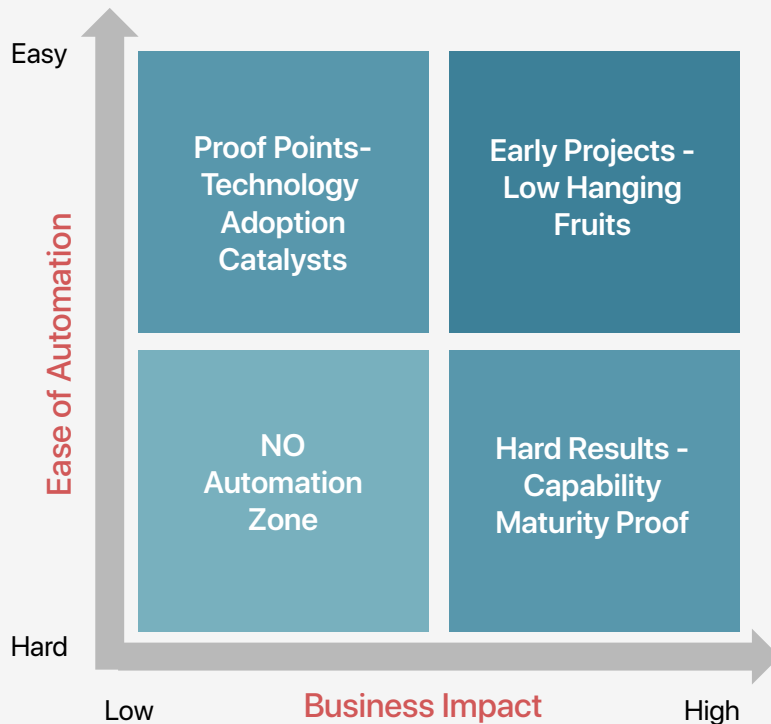 Easy
Proof Points-
Technology
Adoption
Catalysts
Early Projects -
Low Hanging
Fruits
Ease of Automation
NO
Automation
Zone
Hard Results -
Capability
Maturity Proof
Hard
Low
Business Impact
High